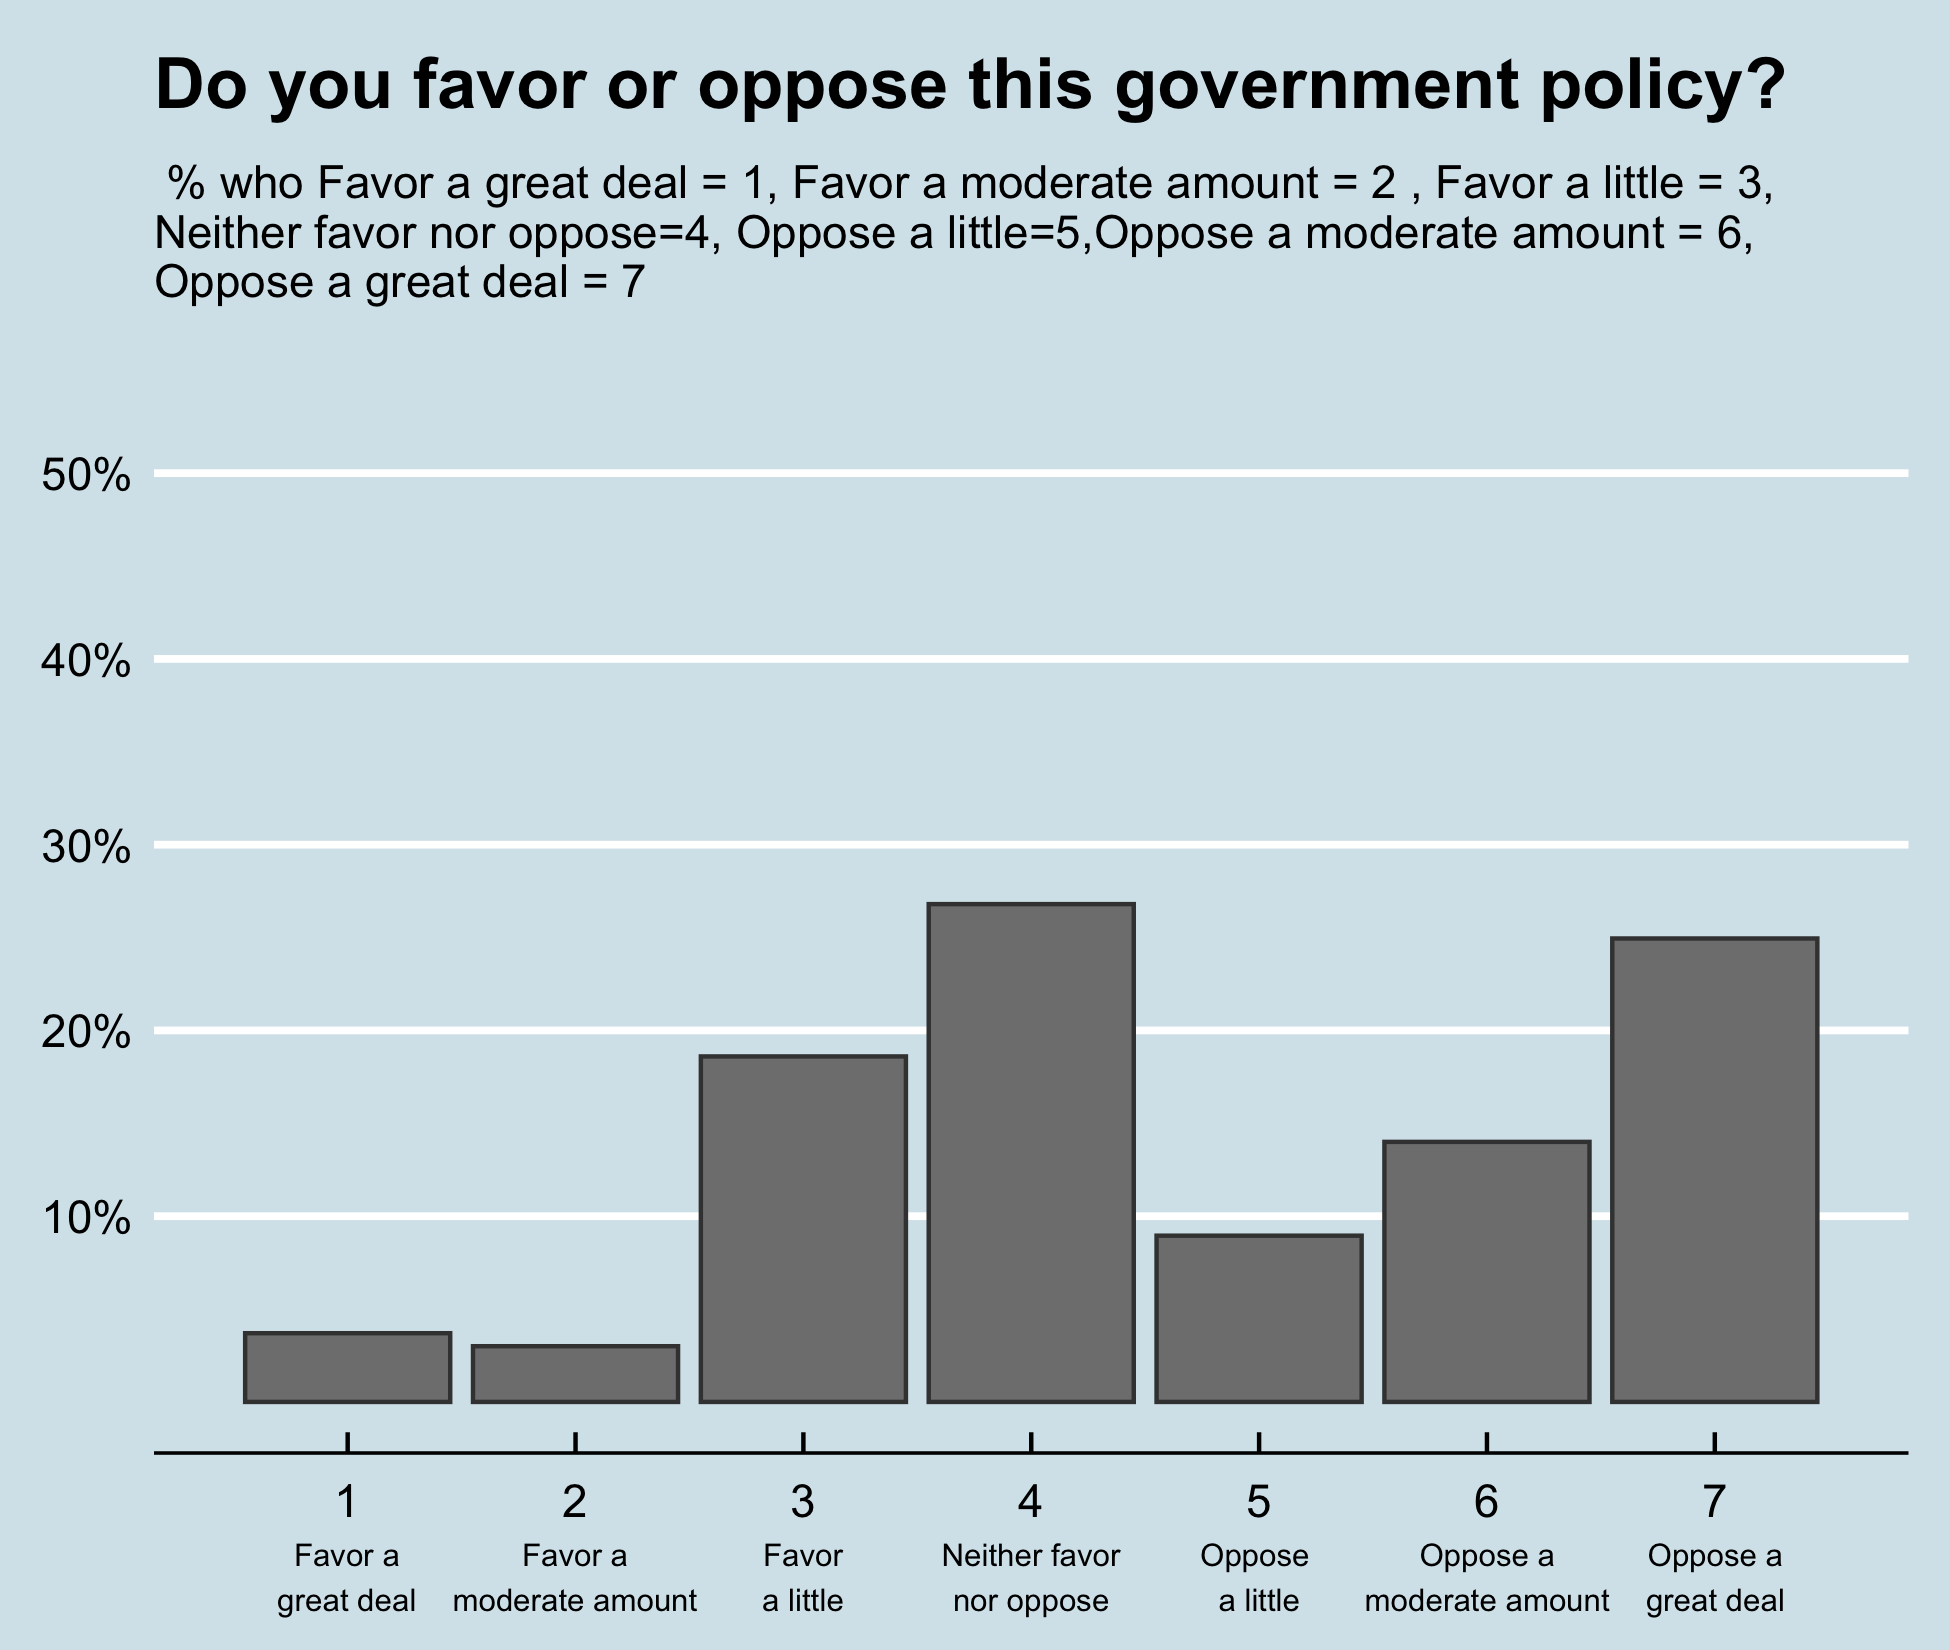 Do you favor or oppose this government policy?
% who Favor a great deal = 1, Favor a moderate amount = 2 , Favor a little = 3,
Neither favor nor oppose=4, Oppose a little=5,Oppose a moderate amount = 6,
Oppose a great deal = 7
50%
40%
30%
20%
10%
1 2 3 4 5 6 7
Favor a Favor a Favor Neither favor Oppose Oppose a Oppose a
great deal moderate amount a little nor oppose a little moderate amount great deal